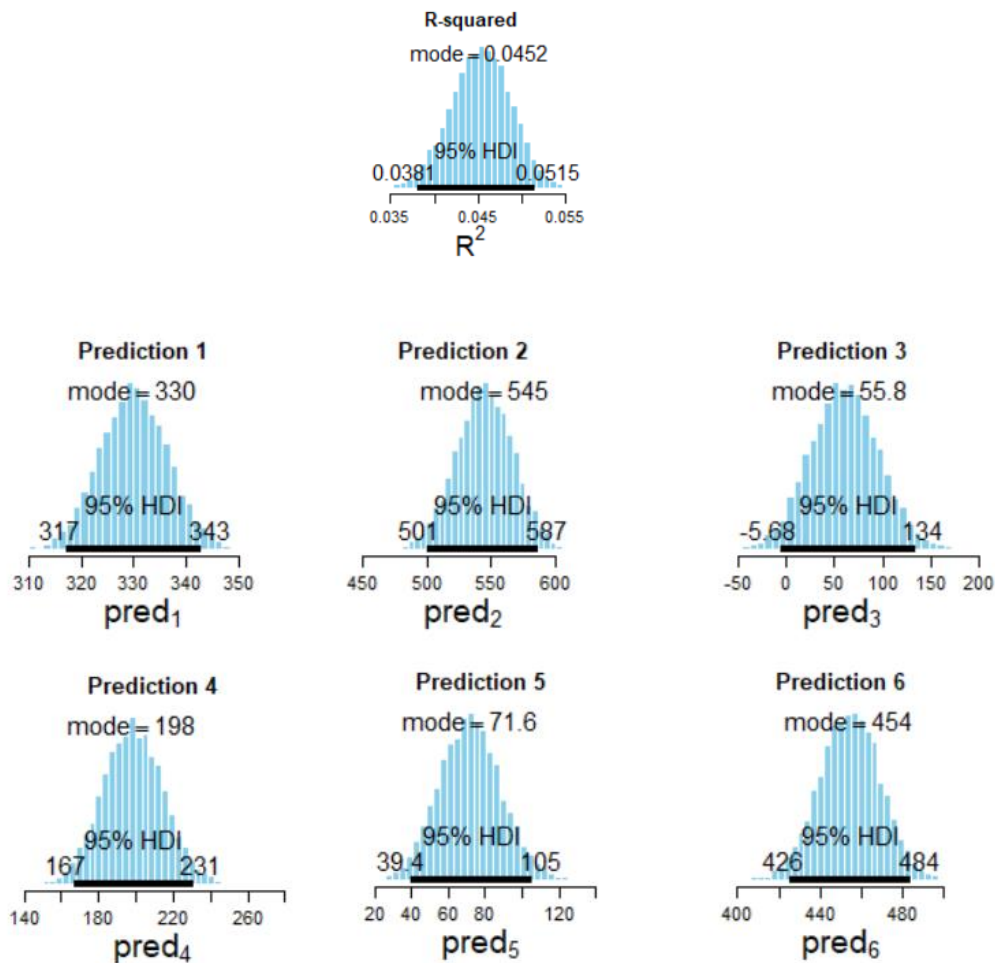 R-squared
mode = 0.0452
95% HDI
0.0381 0.0515
0.035 0.045 0.055
R²
Prediction 1 Prediction 2 Prediction 3
mode = 330 mode = 545 mode = 55.8
95% HDI 95% HDI 95% HDI
317 343 501 587 -5.68 134
310 320 330 340 350 450 500 550 600 -50 0 50 100 150 200
pred₁ pred₂ pred₃
Prediction 4 Prediction 5 Prediction 6
mode = 198 mode = 71.6 mode = 454
95% HDI 95% HDI 95% HDI
167 231 39.4 105 426 484
140 180 220 260 20 40 60 80 120 400 440 480
pred₄ pred₅ pred₆